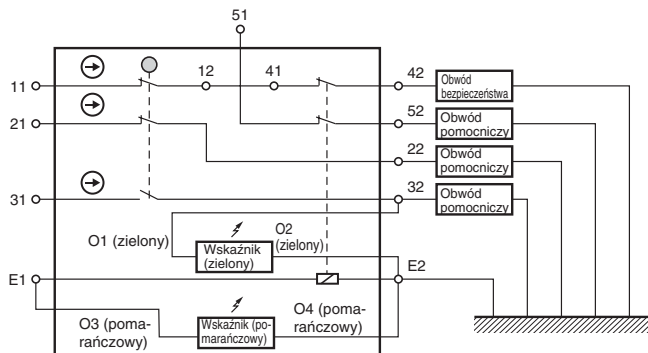 51
11
12
41
42
Obwód
bezpieczeństwa
21
52
Obwód
pomocniczy
22
Obwód
pomocniczy
31
32
Obwód
pomocniczy
O1 (zielony)
Wskaźnik
(zielony)
O2
(zielony)
E1
E2
O3 (poma-
rańczowy)
Wskaźnik (po-
marańczowy)
O4 (poma-
rańczowy)